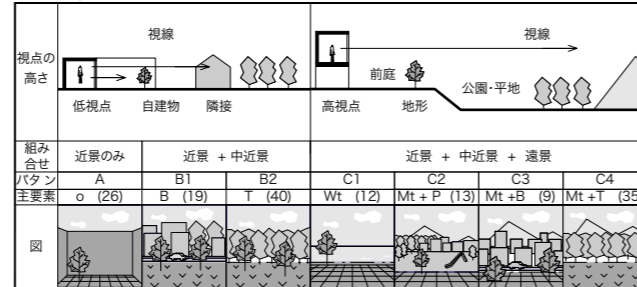 視点の
高さ
視線
低視点 自建物 隣接
視線
前庭
公園・平地
高視点 地形
組み
合せ
近景のみ 近景 + 中近景 近景 + 中近景 + 遠景
パタン A B1 B2 C1 C2 C3 C4
主要素 o (26) B (19) T (40) Wt (12) Mt + P (13) Mt +B (9) Mt +T (35
図